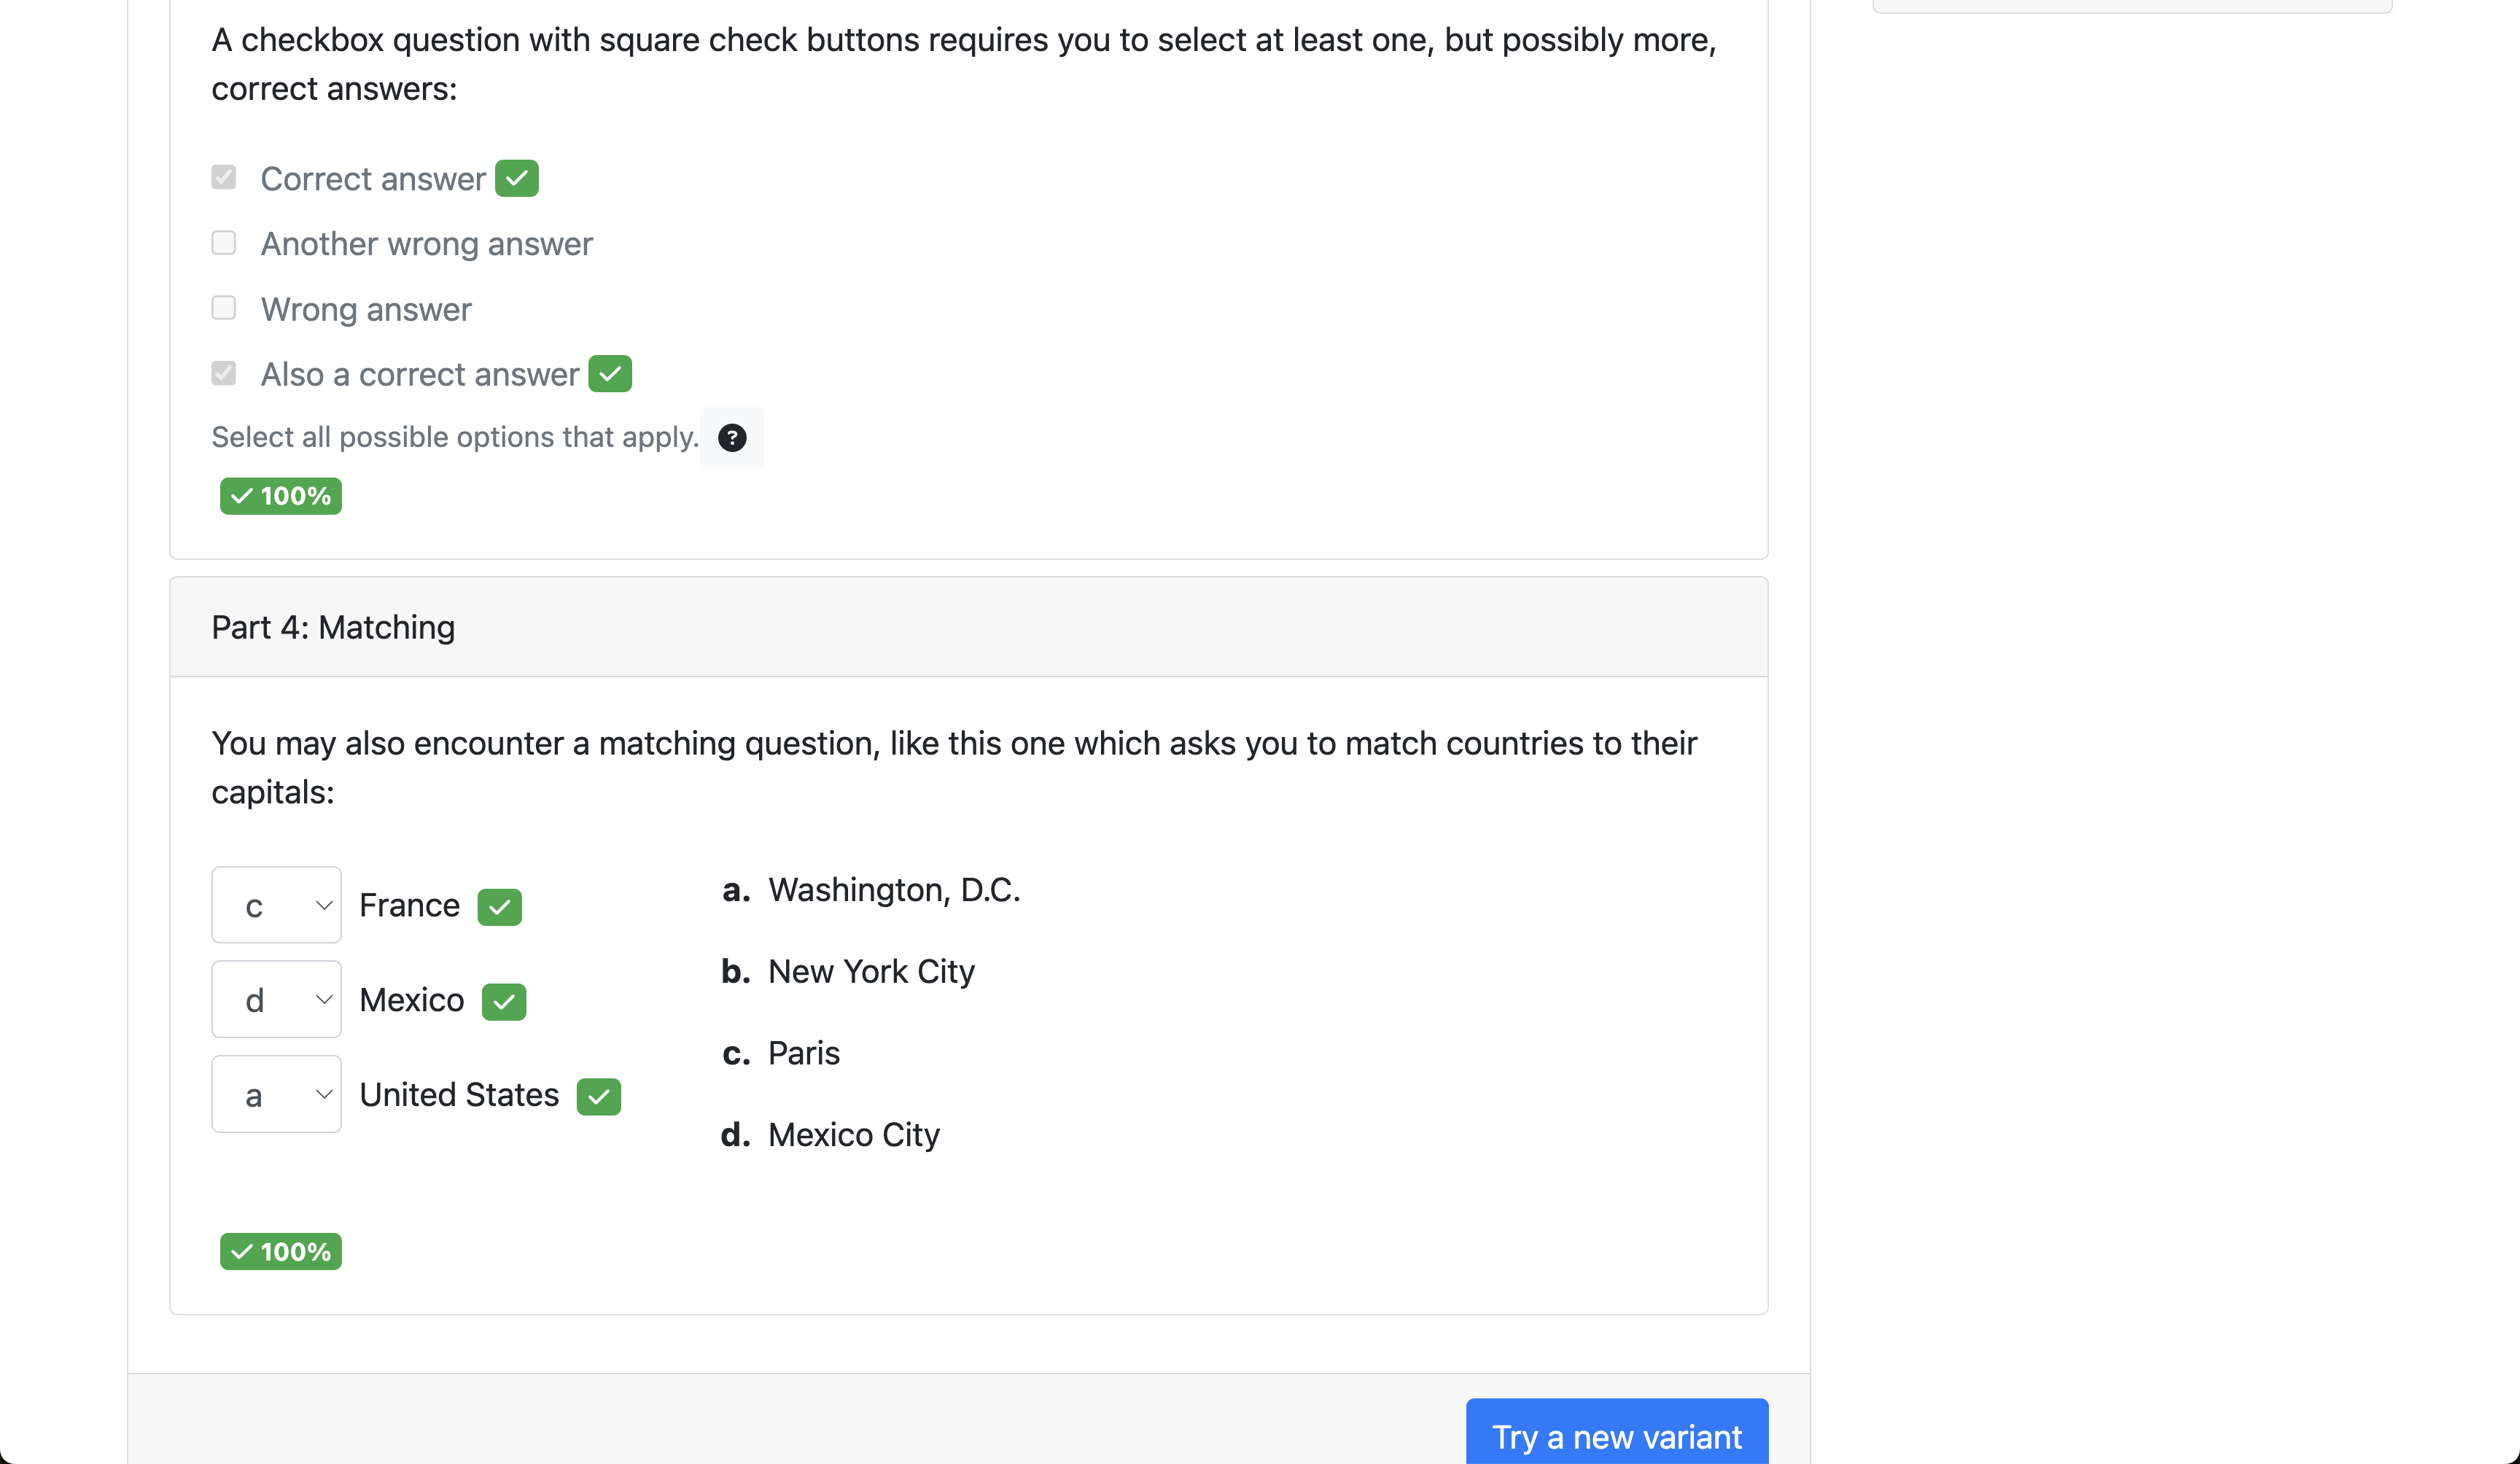 A checkbox question with square check buttons requires you to select at least one, but possibly more,
correct answers:
Correct answer
Another wrong answer
Wrong answer
Also a correct answer
Select all possible options that apply. ?
100%
Part 4: Matching
You may also encounter a matching question, like this one which asks you to match countries to their
capitals:
c France
d Mexico
a United States
a. Washington, D.C.
b. New York City
c. Paris
d. Mexico City
100%
Try a new variant